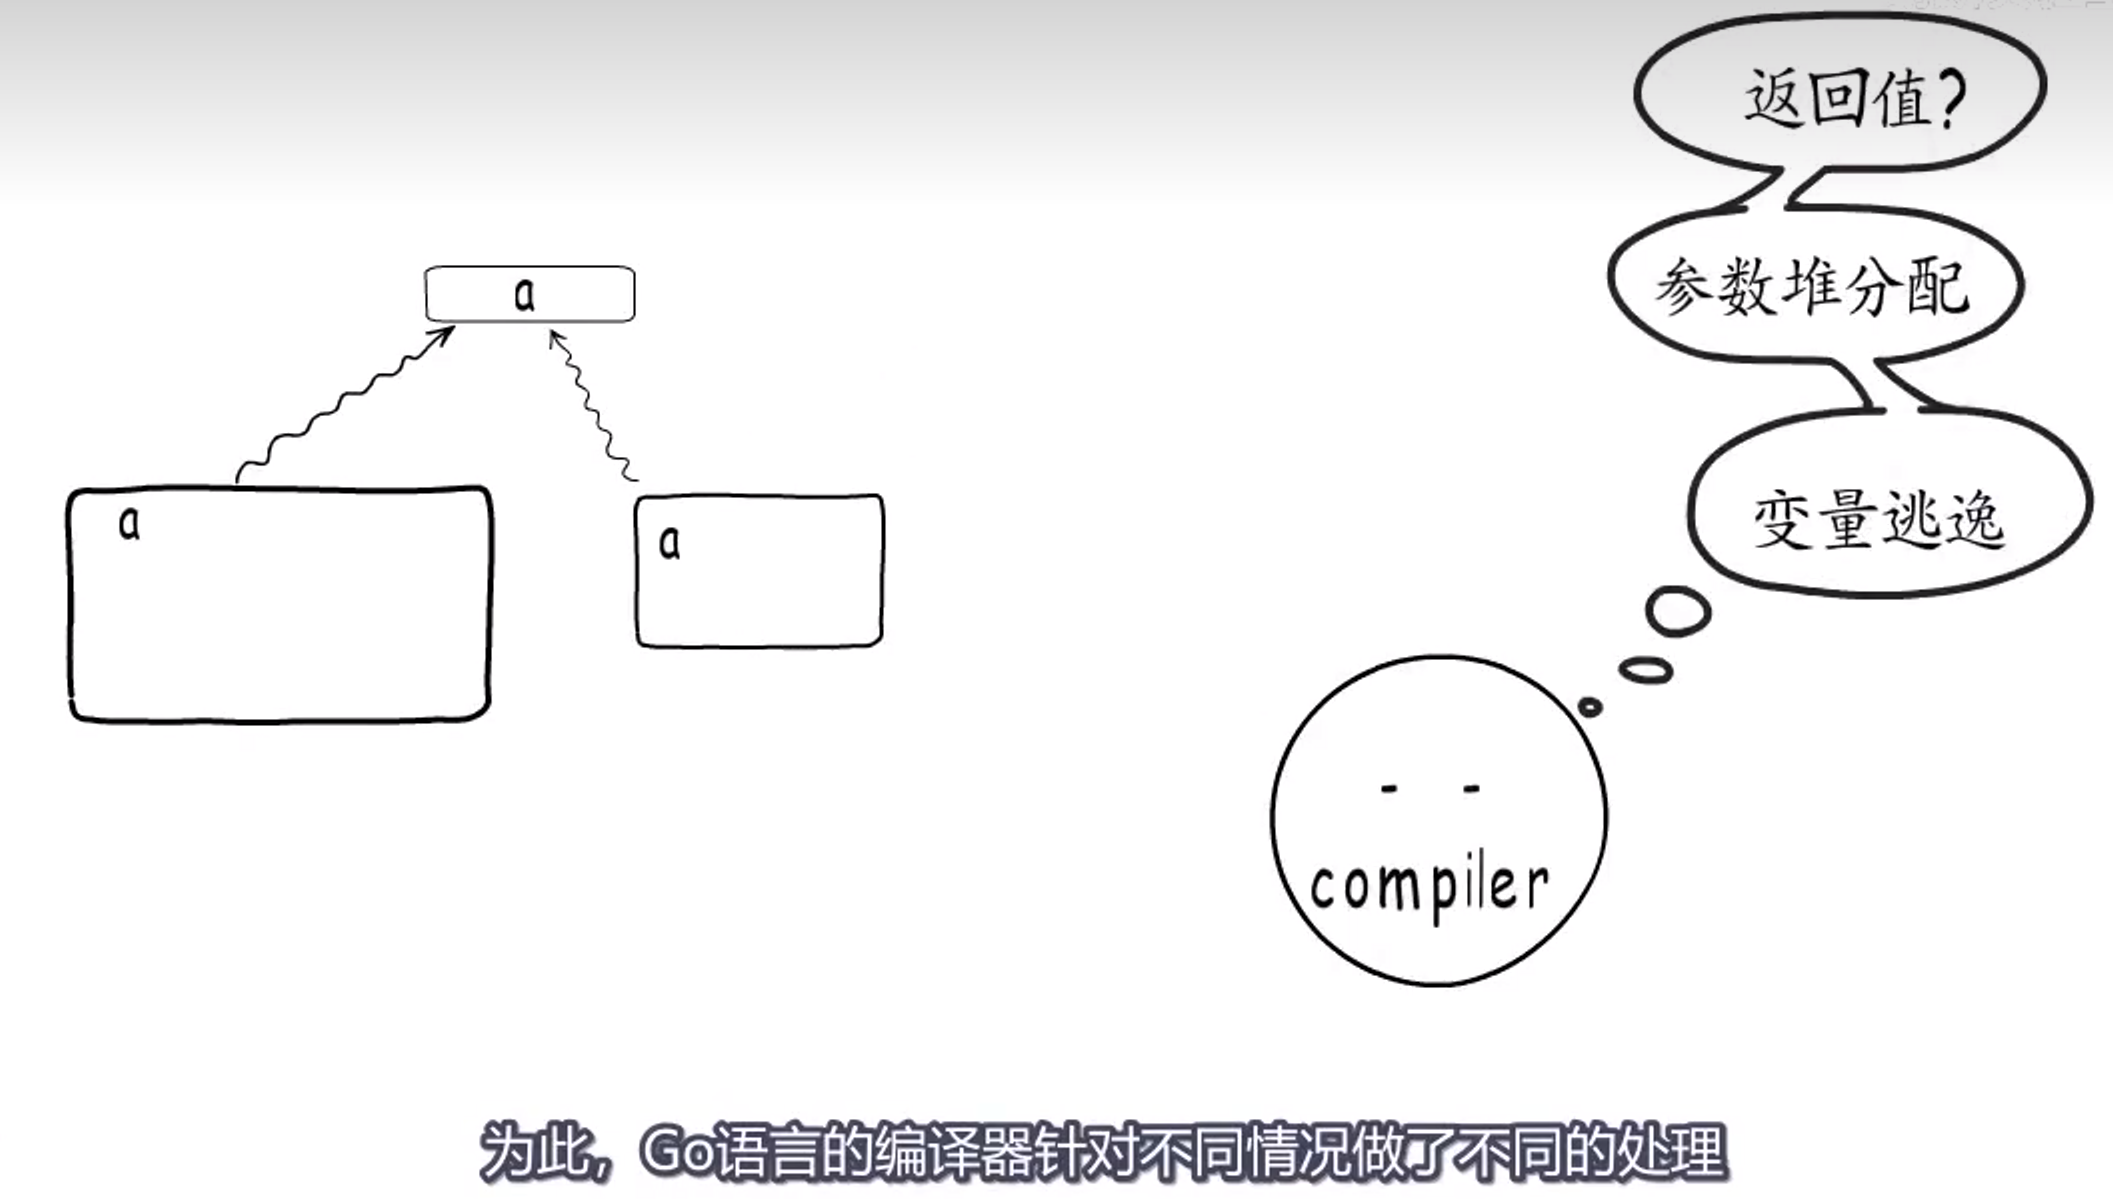 返回值?
参数堆分配
a
a
a
变量逃逸
- -
compiler
为此，Go语言的编译器针对不同情况做了不同的处理